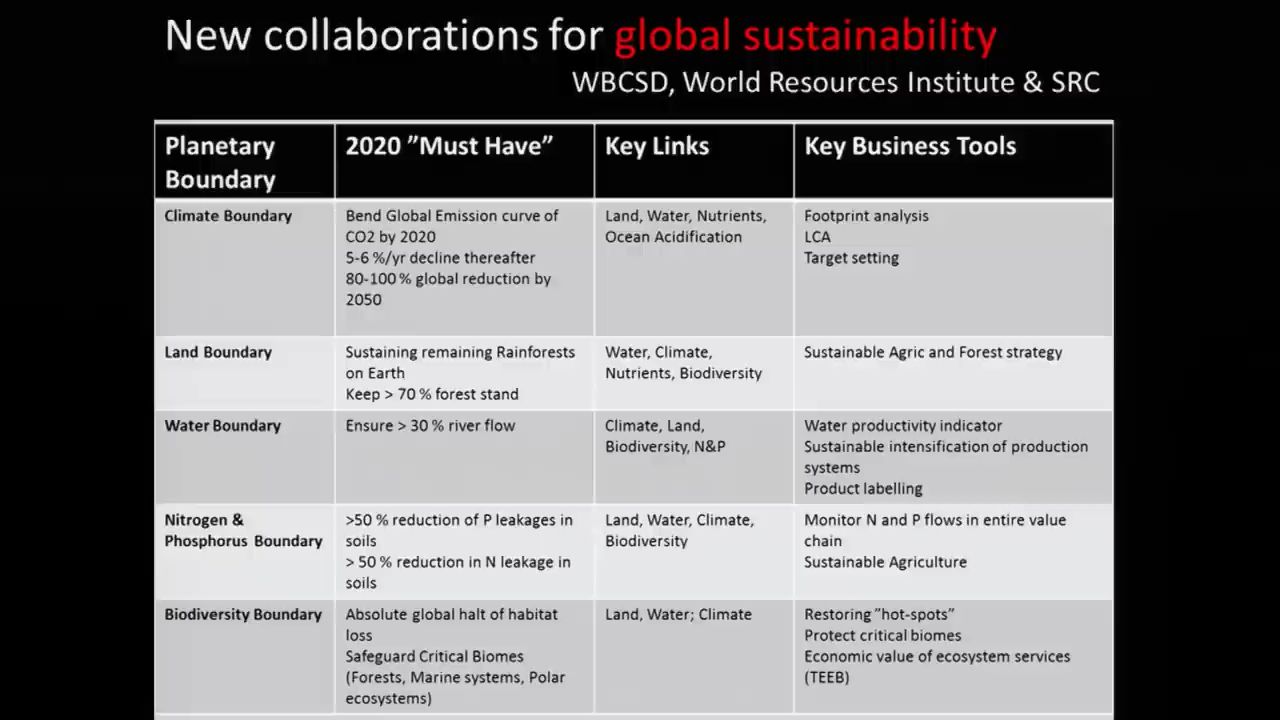 New collaborations for global sustainability
WBCSD, World Resources Institute & SRC
Planetary
Boundary
2020 ”Must Have”
Key Links
Key Business Tools
Climate Boundary
Bend Global Emission curve of
CO2 by 2020
5-6 %/yr decline thereafter
80-100 % global reduction by
2050
Land, Water, Nutrients,
Ocean Acidification
Footprint analysis
LCA
Target setting
Land Boundary
Sustaining remaining Rainforests
on Earth
Keep > 70 % forest stand
Water, Climate,
Nutrients, Biodiversity
Sustainable Agric and Forest strategy
Water Boundary
Ensure > 30 % river flow
Climate, Land,
Biodiversity, N&P
Water productivity indicator
Sustainable intensification of production
systems
Product labelling
Nitrogen &
Phosphorus Boundary
>50 % reduction of P leakages in
soils
> 50 % reduction in N leakage in
soils
Land, Water, Climate,
Biodiversity
Monitor N and P flows in entire value
chain
Sustainable Agriculture
Biodiversity Boundary
Absolute global halt of habitat
loss
Safeguard Critical Biomes
(Forests, Marine systems, Polar
ecosystems)
Land, Water; Climate
Restoring ”hot-spots”
Protect critical biomes
Economic value of ecosystem services
(TEEB)